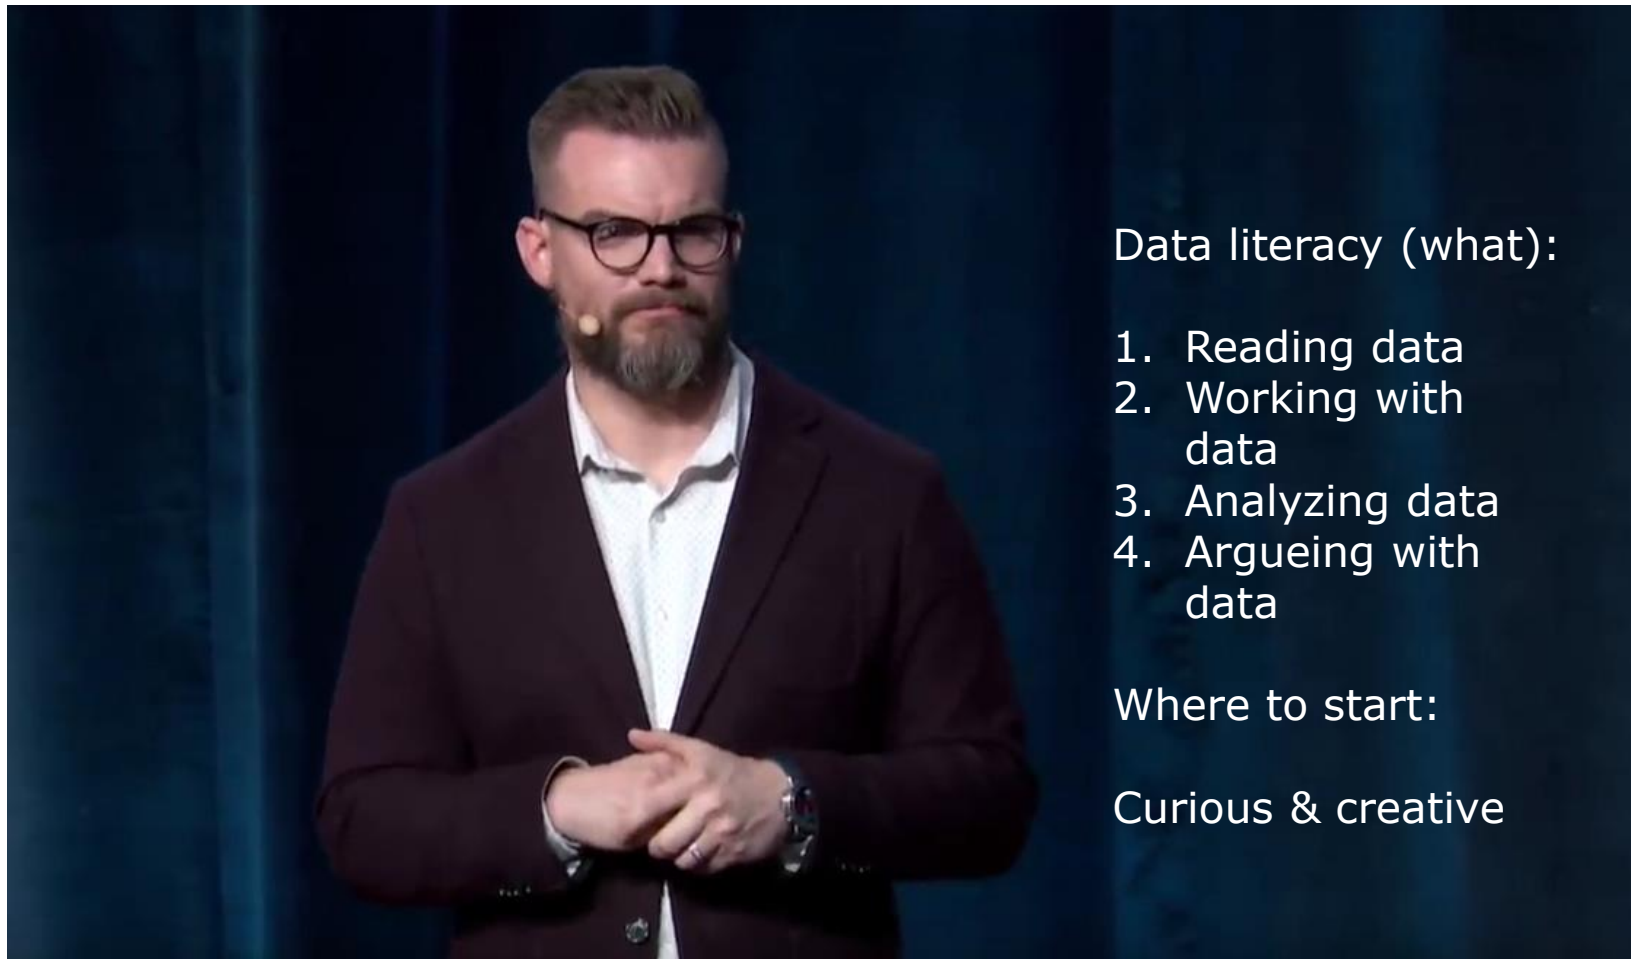 Data literacy (what):
1. Reading data
2. Working with
data
3. Analyzing data
4. Argueing with
data
Where to start:
Curious & creative